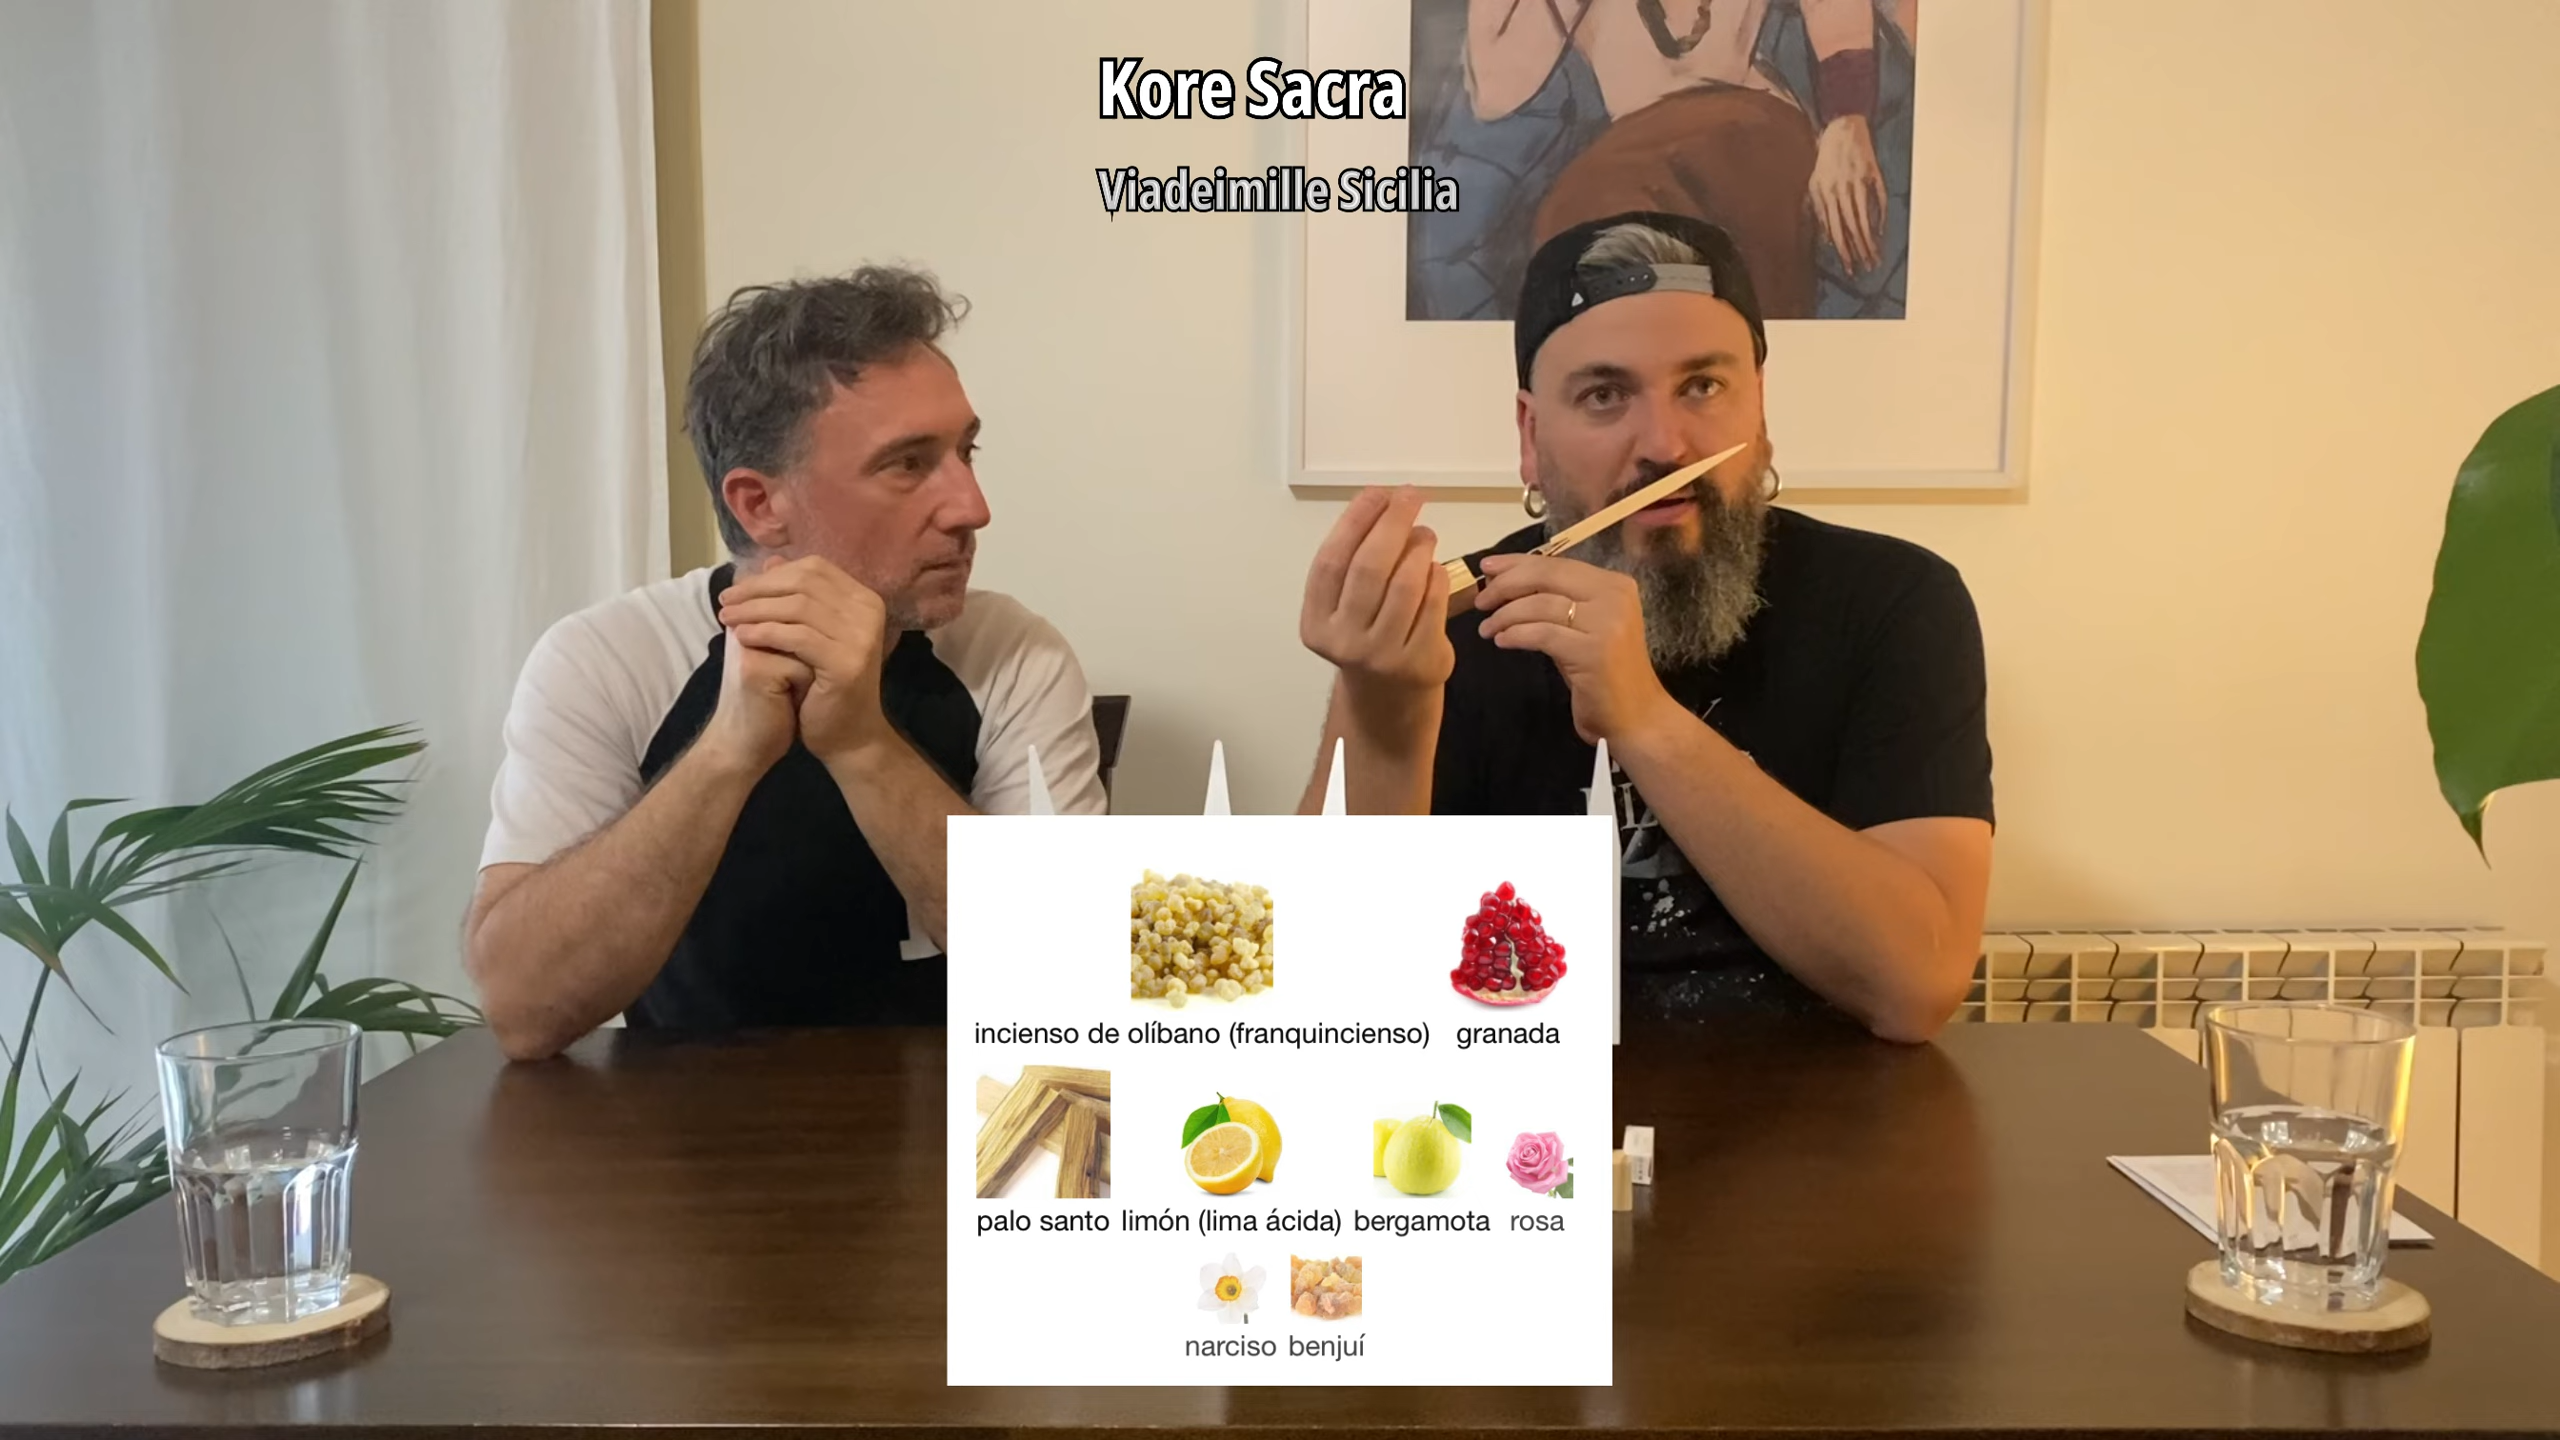 Kore Sacra
Viadeimille Sicilia
incienso de olíbano (franquincienso) granada
palo santo limón (lima ácida) bergamota rosa
narciso benjuí